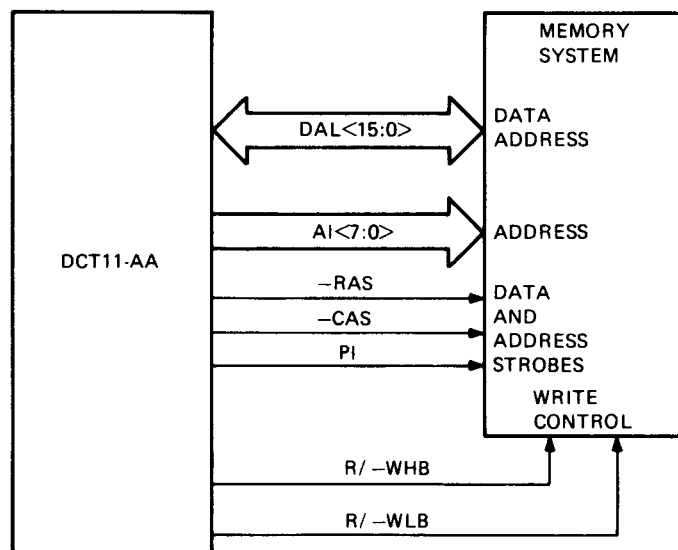 MEMORY
SYSTEM
DAL<15:0>
DATA
ADDRESS
AI<7:0>
ADDRESS
DCT11-AA
–RAS
DATA
AND
–CAS
ADDRESS
PI
STROBES
WRITE
CONTROL
R/ –WHB
R/ –WLB